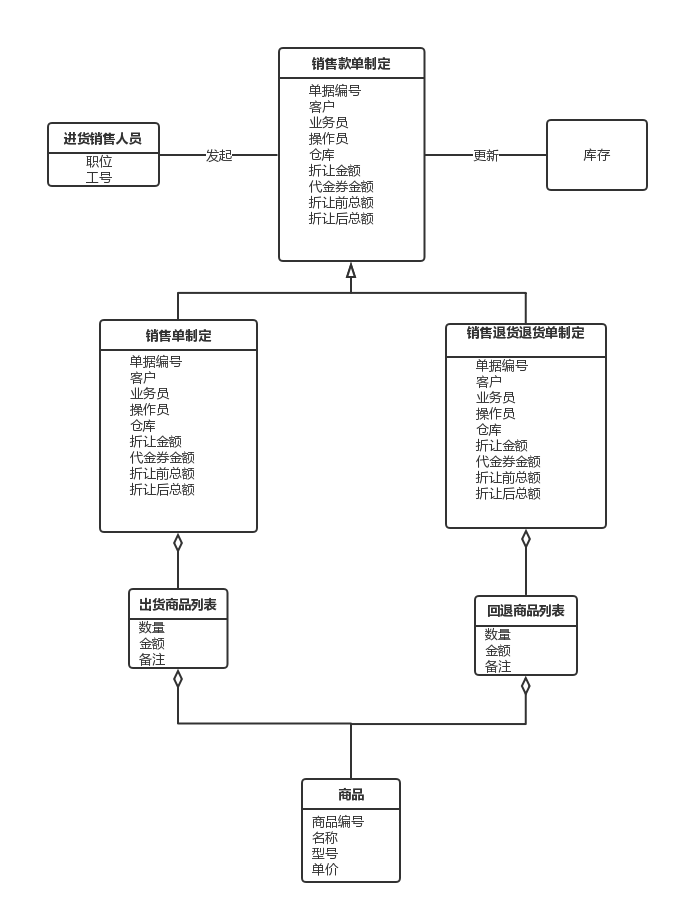 销售款单制定
单据编号
客户
业务员
操作员
仓库
折让金额
代金券金额
折让前总额
折让后总额
进货销售人员
职位
工号
发起
更新
库存
销售单制定
单据编号
客户
业务员
操作员
仓库
折让金额
代金券金额
折让前总额
折让后总额
销售退货退货单制定
单据编号
客户
业务员
操作员
仓库
折让金额
代金券金额
折让前总额
折让后总额
出货商品列表
数量
金额
备注
回退商品列表
数量
金额
备注
商品
商品编号
名称
型号
单价